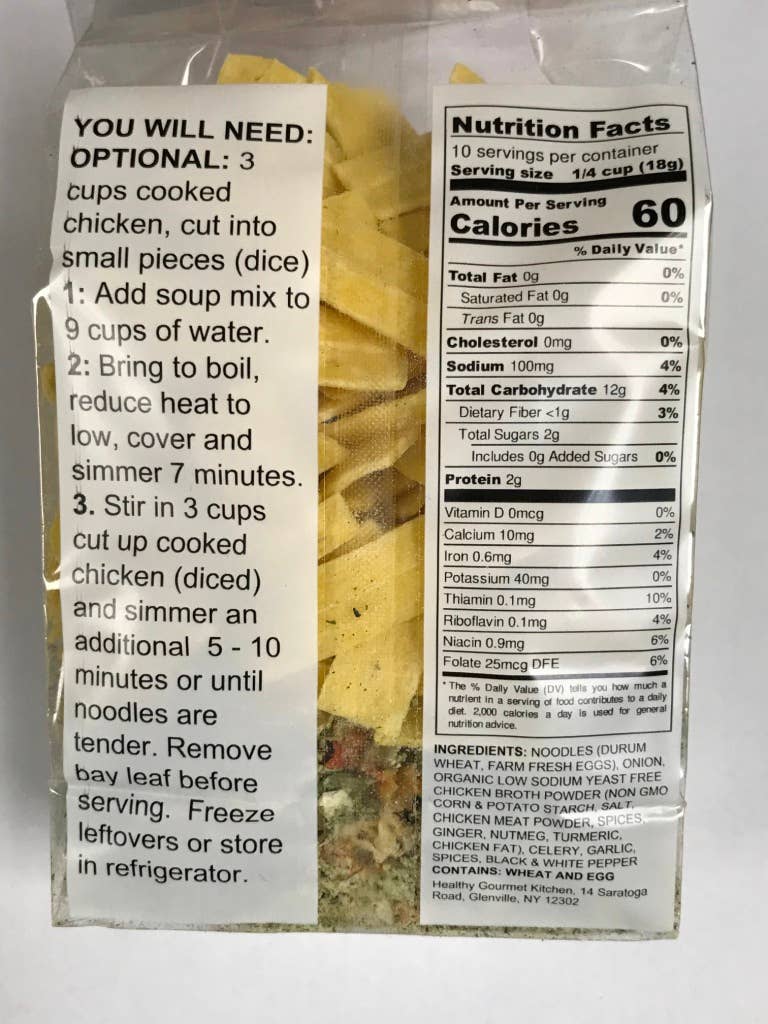 YOU WILL NEED:
OPTIONAL: 3
cups cooked
chicken, cut into
small pieces (dice)
1: Add soup mix to
9 cups of water.
2: Bring to boil,
reduce heat to
low, cover and
simmer 7 minutes.
3. Stir in 3 cups
cut up cooked
chicken (diced)
and simmer an
additional 5 - 10
minutes or until
noodles are
tender. Remove
bay leaf before
serving. Freeze
leftovers or store
in refrigerator.
Nutrition Facts
10 servings per container
Serving size 1/4 cup (18g)
Amount Per Serving
Calories 60
% Daily Value*
Total Fat 0g 0%
Saturated Fat 0g 0%
Trans Fat 0g
Cholesterol 0mg 0%
Sodium 100mg 4%
Total Carbohydrate 12g 4%
Dietary Fiber <1g 3%
Total Sugars 2g
Includes 0g Added Sugars 0%
Protein 2g
Vitamin D 0mcg 0%
Calcium 10mg 2%
Iron 0.6mg 4%
Potassium 40mg 0%
Thiamin 0.1mg 10%
Riboflavin 0.1mg 4%
Niacin 0.9mg 6%
Folate 25mcg DFE 6%
*The % Daily Value (DV) tells you how much a
nutrient in a serving of food contributes to a daily
diet. 2,000 calories a day is used for general
nutrition advice.
INGREDIENTS: NOODLES (DURUM
WHEAT, FARM FRESH EGGS), ONION,
ORGANIC LOW SODIUM YEAST FREE
CHICKEN BROTH POWDER (NON GMO
CORN & POTATO STARCH, SALT,
CHICKEN MEAT POWDER, SPICES,
GINGER, NUTMEG, TURMERIC,
CHICKEN FAT), CELERY, GARLIC,
SPICES, BLACK & WHITE PEPPER
CONTAINS: WHEAT AND EGG
Healthy Gourmet Kitchen, 14 Saratoga
Road, Glenville, NY 12302